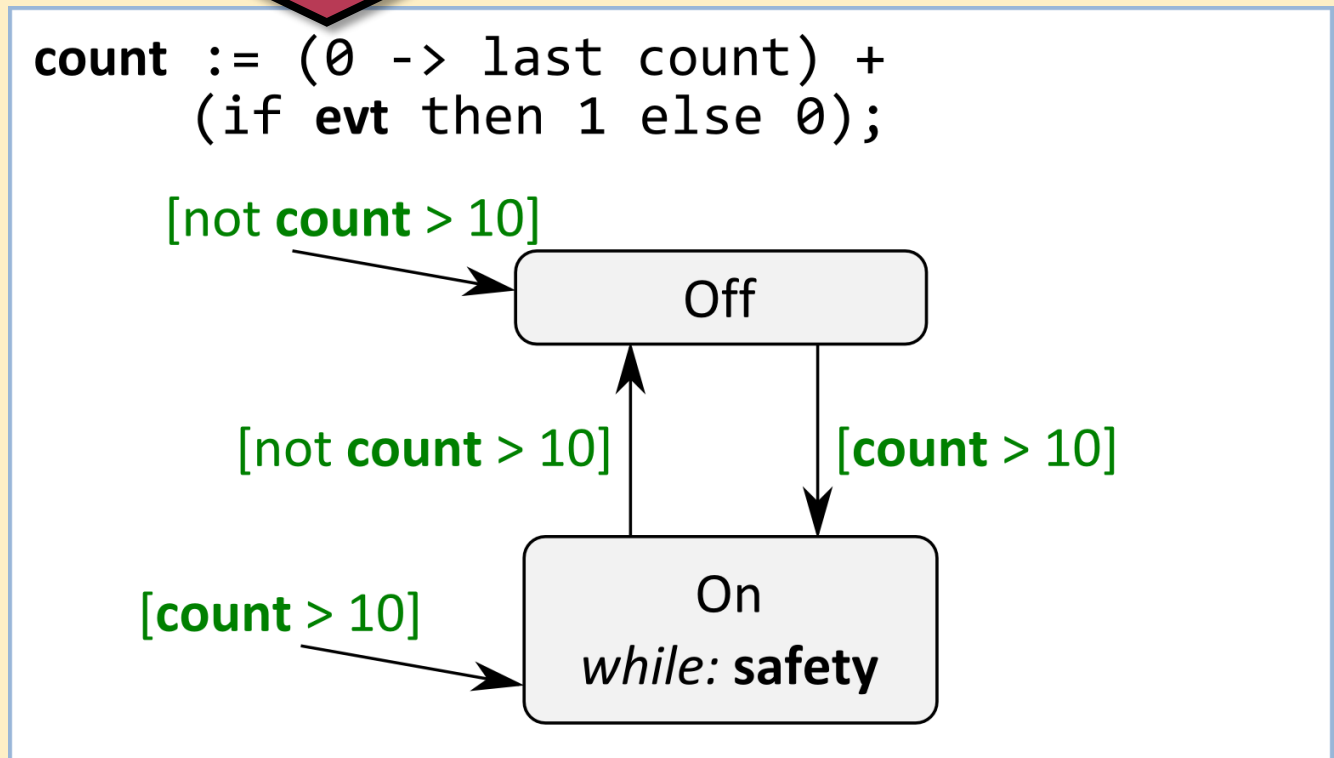 count := (0 -> last count) +
(if evt then 1 else 0);
[not count > 10]
Off
[not count > 10]
[count > 10]
On
[count > 10]
while: safety